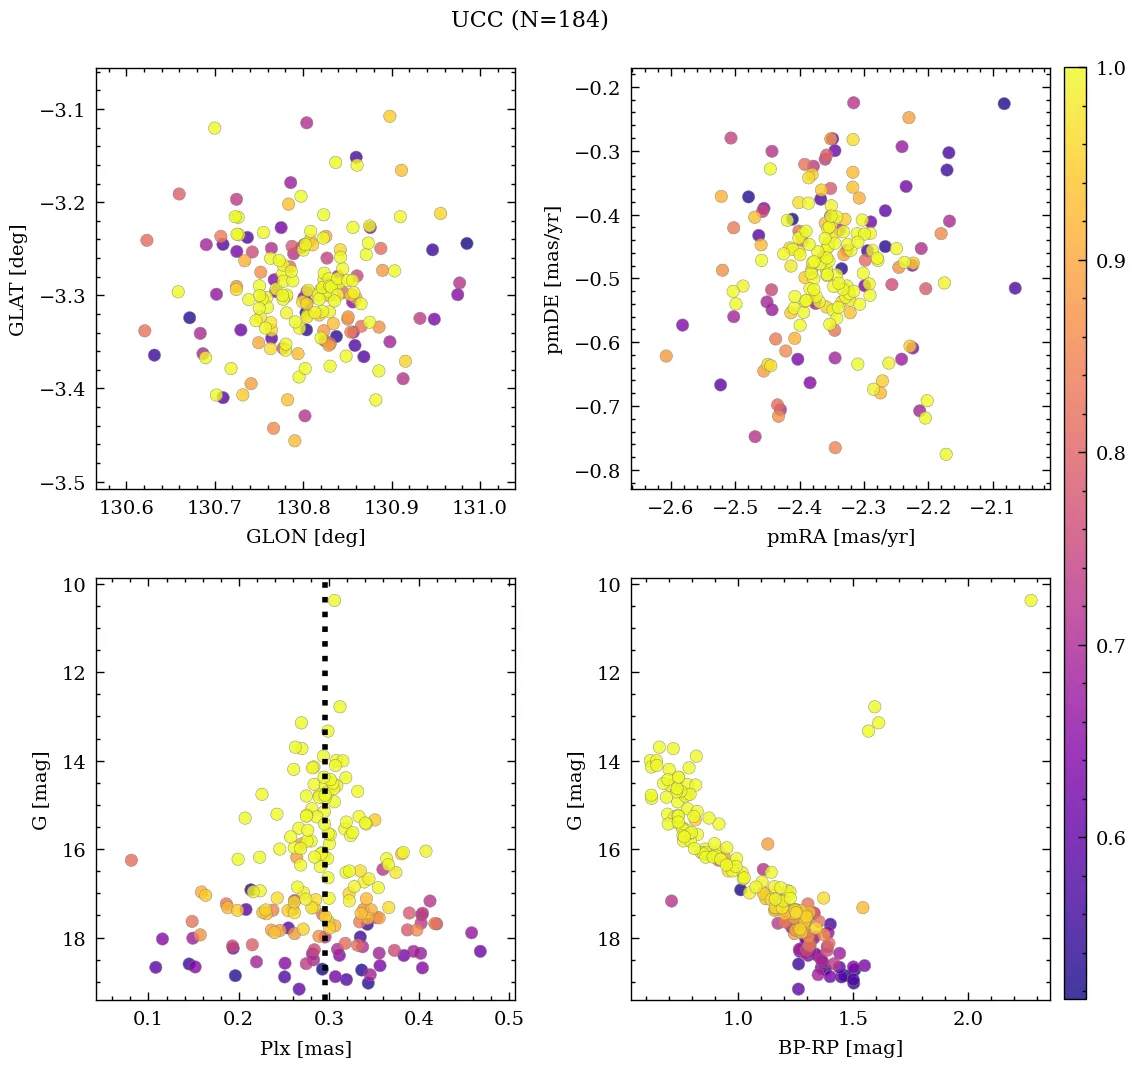 UCC (N=184)
−3.1
−3.2
−3.3
−3.4
−3.5
GLAT [deg]
130.6 130.7 130.8 130.9 131.0
GLON [deg]
−0.2
−0.3
−0.4
−0.5
−0.6
−0.7
−0.8
pmDE [mas/yr]
−2.6 −2.5 −2.4 −2.3 −2.2 −2.1
pmRA [mas/yr]
1.0
0.9
0.8
0.7
0.6
10
12
14
16
18
G [mag]
0.1 0.2 0.3 0.4 0.5
Plx [mas]
10
12
14
16
18
G [mag]
1.0 1.5 2.0
BP-RP [mag]